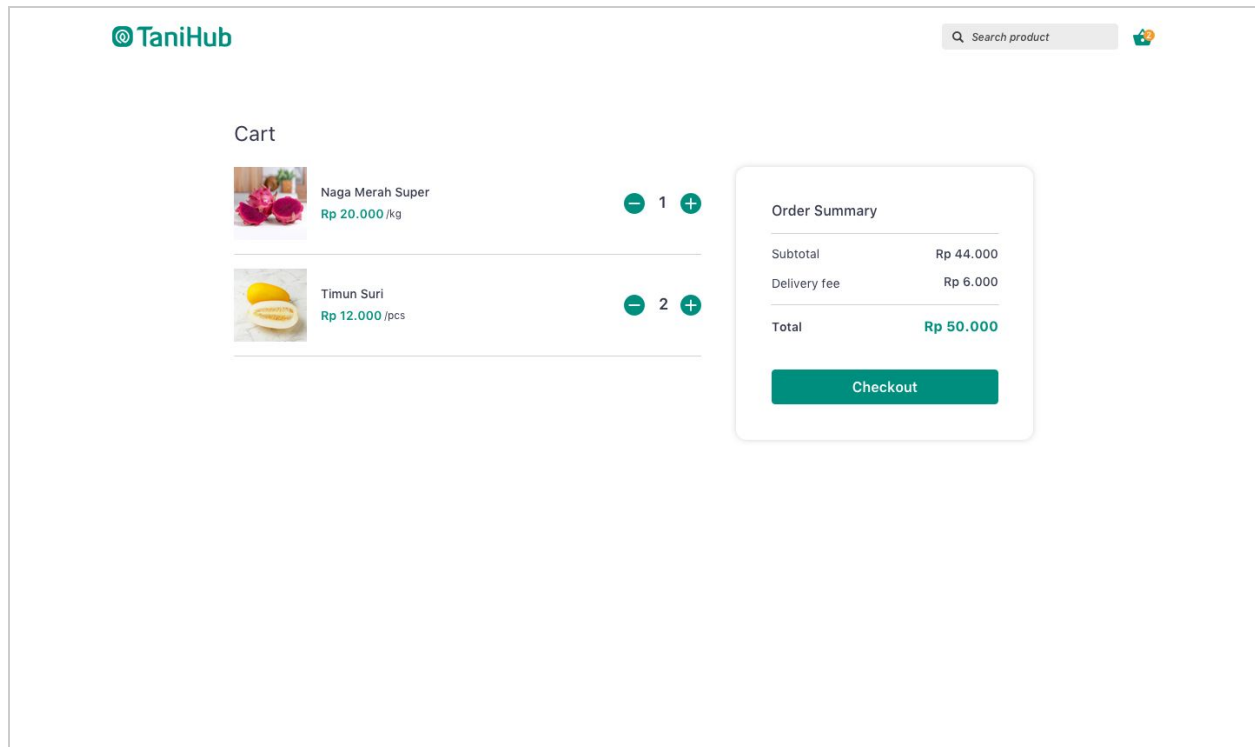 TaniHub
Search product
2
Cart
Naga Merah Super
Rp 20.000 /kg
1
Timun Suri
Rp 12.000 /pcs
2
Order Summary
Subtotal Rp 44.000
Delivery fee Rp 6.000
Total Rp 50.000
Checkout